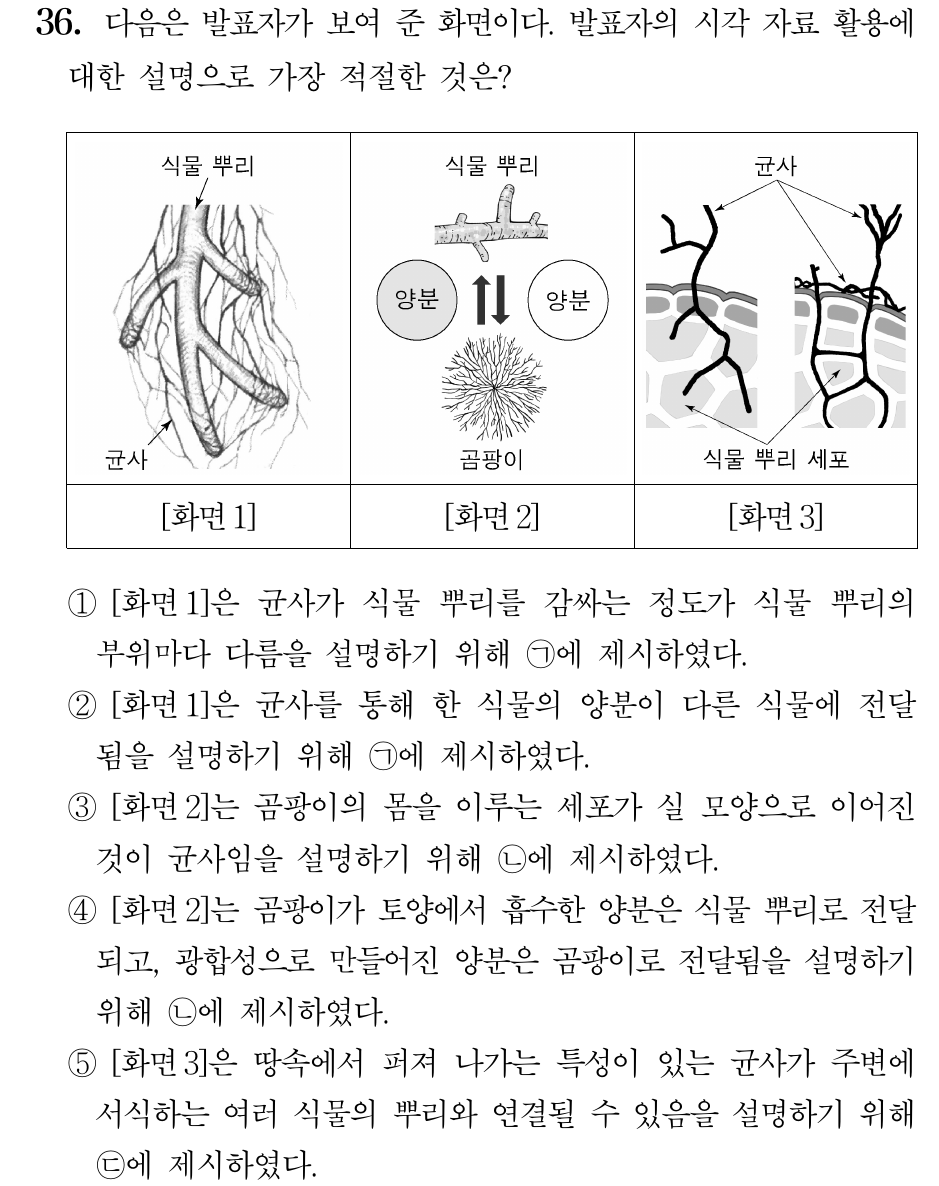 36. 다음은 발표자가 보여 준 화면이다. 발표자의 시각 자료 활용에
대한 설명으로 가장 적절한 것은?
식물 뿌리
균사
[화면 1]
식물 뿌리
양분
양분
곰팡이
[화면 2]
균사
식물 뿌리 세포
[화면 3]
① [화면 1]은 균사가 식물 뿌리를 감싸는 정도가 식물 뿌리의
부위마다 다름을 설명하기 위해 ㉠에 제시하였다.
② [화면 1]은 균사를 통해 한 식물의 양분이 다른 식물에 전달
됨을 설명하기 위해 ㉠에 제시하였다.
③ [화면 2]는 곰팡이의 몸을 이루는 세포가 실 모양으로 이어진
것이 균사임을 설명하기 위해 ㉡에 제시하였다.
④ [화면 2]는 곰팡이가 토양에서 흡수한 양분은 식물 뿌리로 전달
되고, 광합성으로 만들어진 양분은 곰팡이로 전달됨을 설명하기
위해 ㉡에 제시하였다.
⑤ [화면 3]은 땅속에서 퍼져 나가는 특성이 있는 균사가 주변에
서식하는 여러 식물의 뿌리와 연결될 수 있음을 설명하기 위해
㉢에 제시하였다.